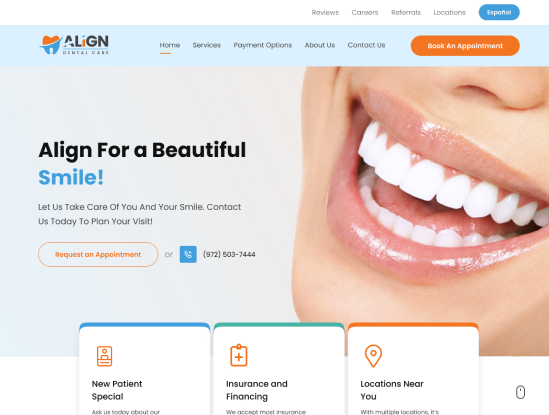 Reviews Careers Referrals Locations Español
ALiGN
DENTAL CARE
Home Services Payment Options About Us Contact Us Book An Appointment
Align For a Beautiful
Smile!
Let Us Take Care Of You And Your Smile. Contact
Us Today To Plan Your Visit!
Request an Appointment or (972) 503-7444
New Patient
Special
Insurance and
Financing
Locations Near
You
Ask us today about our
We accept most insurance
With multiple locations, it's